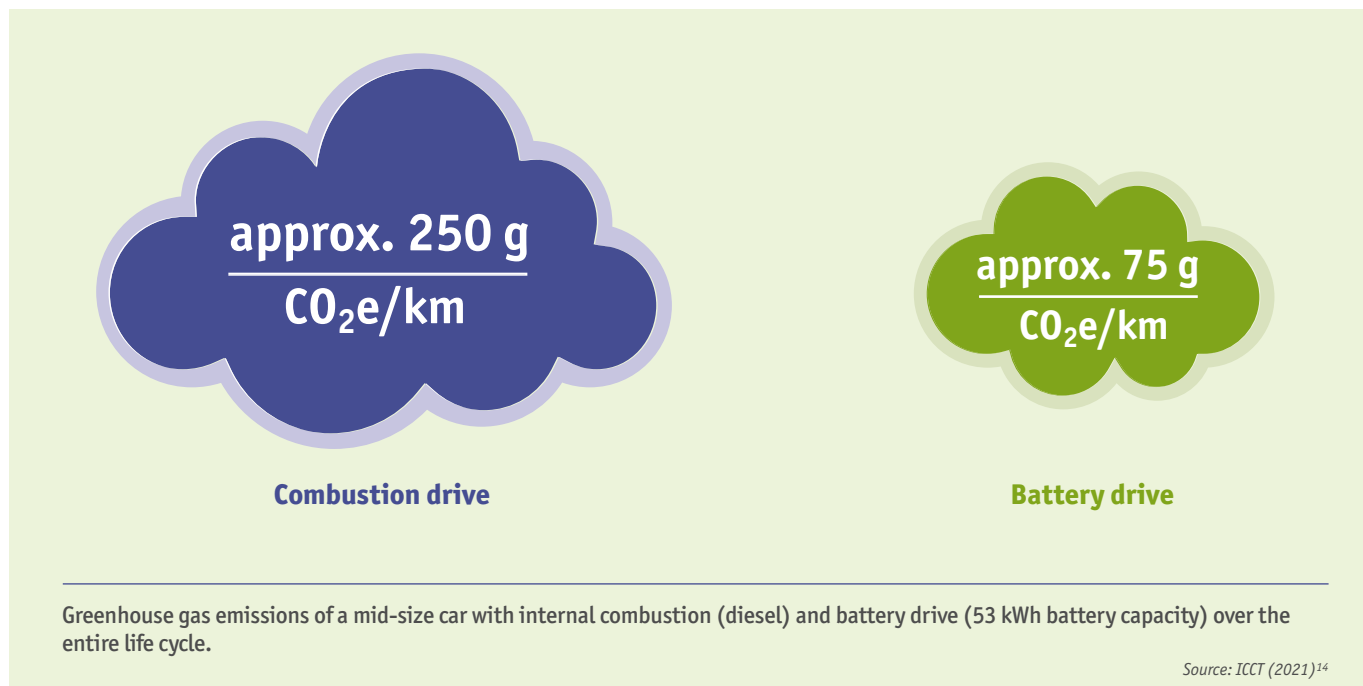 approx. 250 g
CO₂e/km
approx. 75 g
CO₂e/km
Combustion drive
Battery drive
Greenhouse gas emissions of a mid-size car with internal combustion (diesel) and battery drive (53 kWh battery capacity) over the
entire life cycle.
Source: ICCT (2021)¹⁴